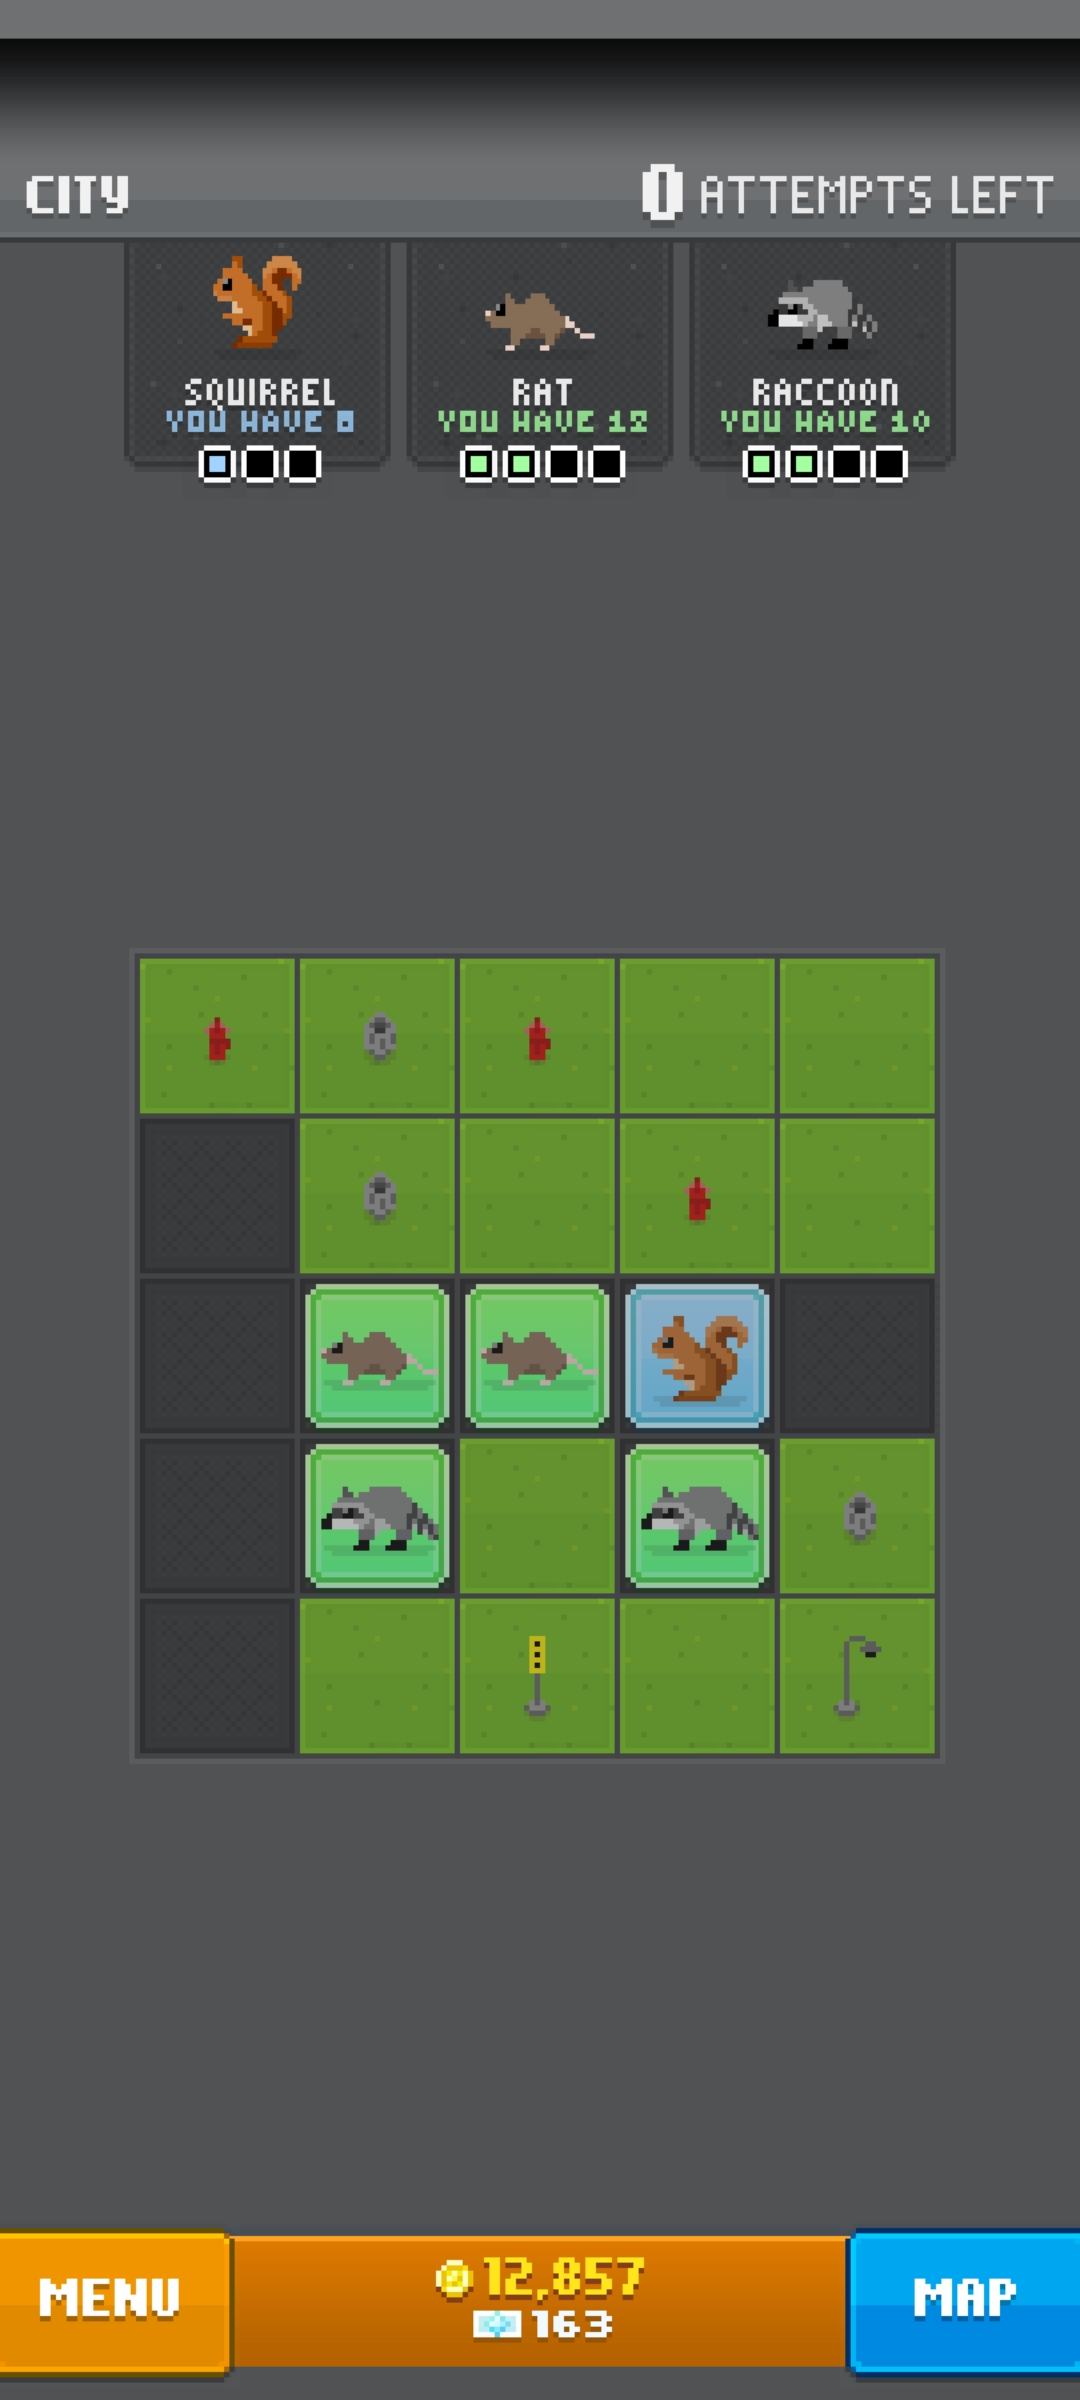 CITY
0 ATTEMPTS LEFT
SQUIRREL
RAT
RACCOON
YOU HAVE 8
YOU HAVE 18
YOU HAVE 10
MENU
12,857
163
MAP